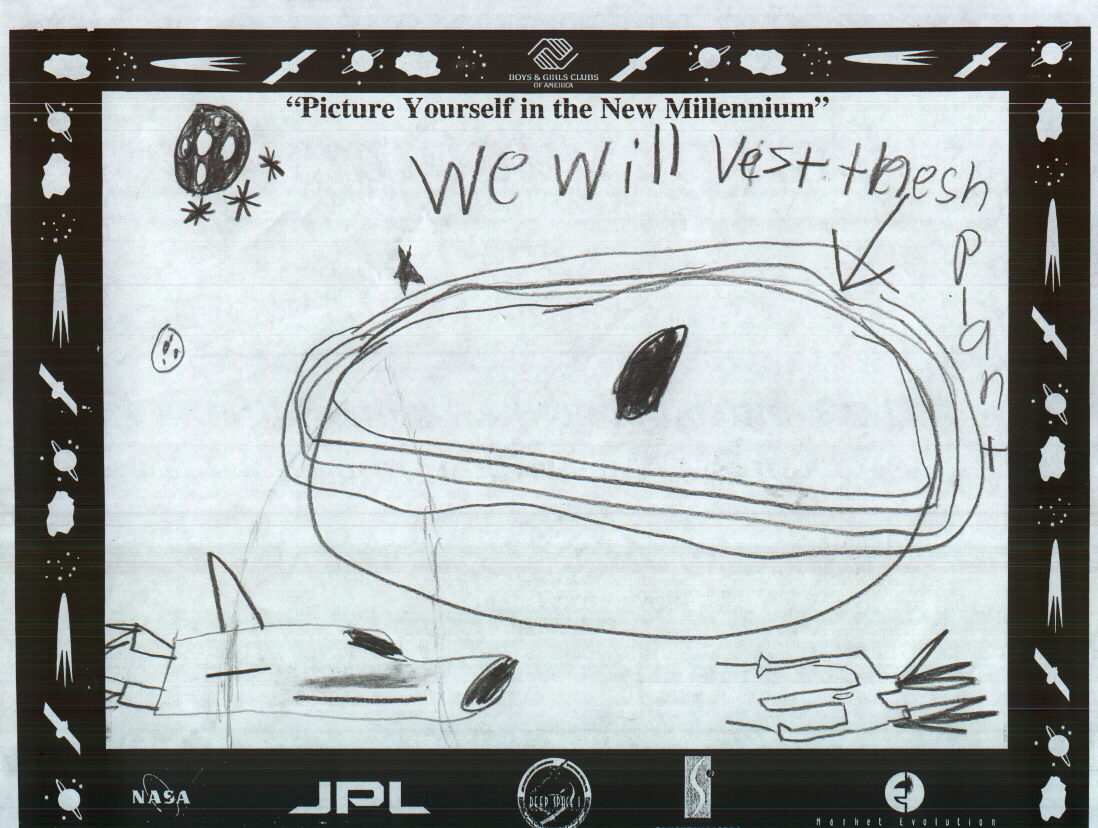 BOYS & GIRLS CLUBS
OF AMERICA
“Picture Yourself in the New Millennium”
We Will Vest thesh
Plant
NASA
JPL
DEEP SPACE 1
Market Evolution